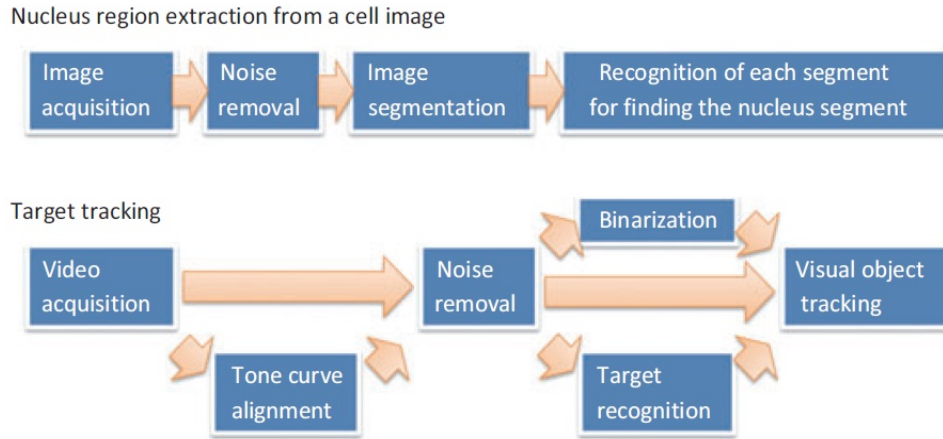 Nucleus region extraction from a cell image
Image
acquisition
Noise
removal
Image
segmentation
Recognition of each segment
for finding the nucleus segment
Target tracking
Binarization
Video
acquisition
Noise
removal
Visual object
tracking
Tone curve
alignment
Target
recognition